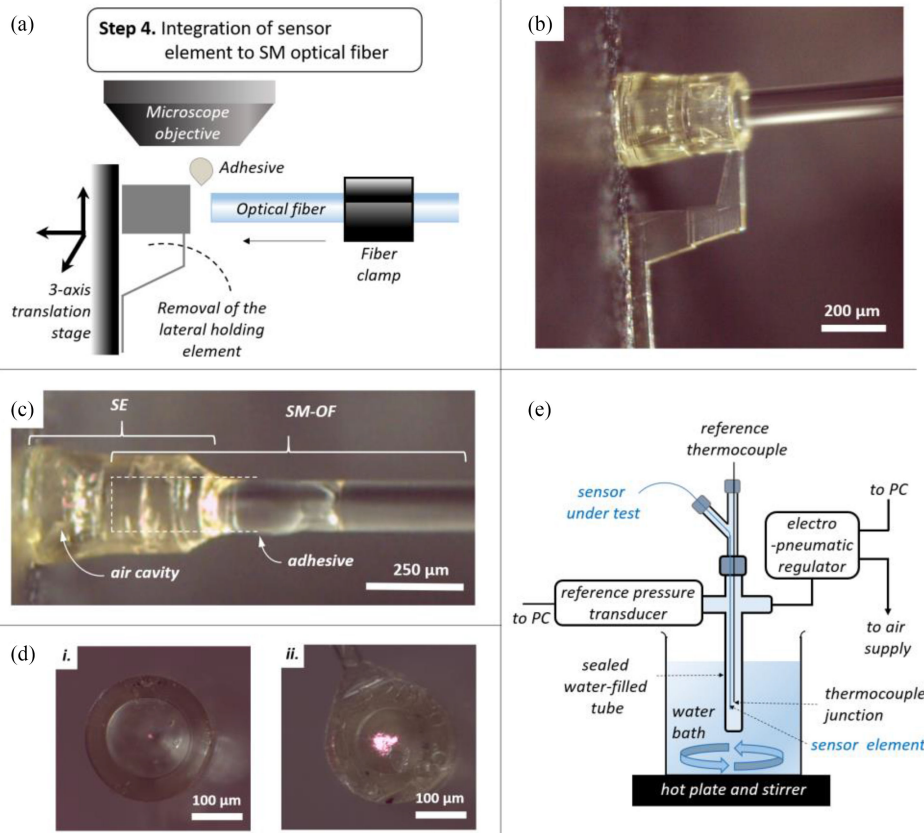 (a)
Step 4. Integration of sensor
element to SM optical fiber
Microscope
objective
Adhesive
Optical fiber
Fiber
clamp
3-axis
translation
stage
Removal of the
lateral holding
element
(b)
200 µm
(c)
SE
SM-OF
air cavity
adhesive
250 µm
(d)
i.
100 µm
ii.
100 µm
(e)
reference
thermocouple
sensor
under test
to PC
electro
-pneumatic
regulator
reference pressure
transducer
to PC
to air
supply
sealed
water-filled
tube
thermocouple
junction
water
bath
sensor element
hot plate and stirrer